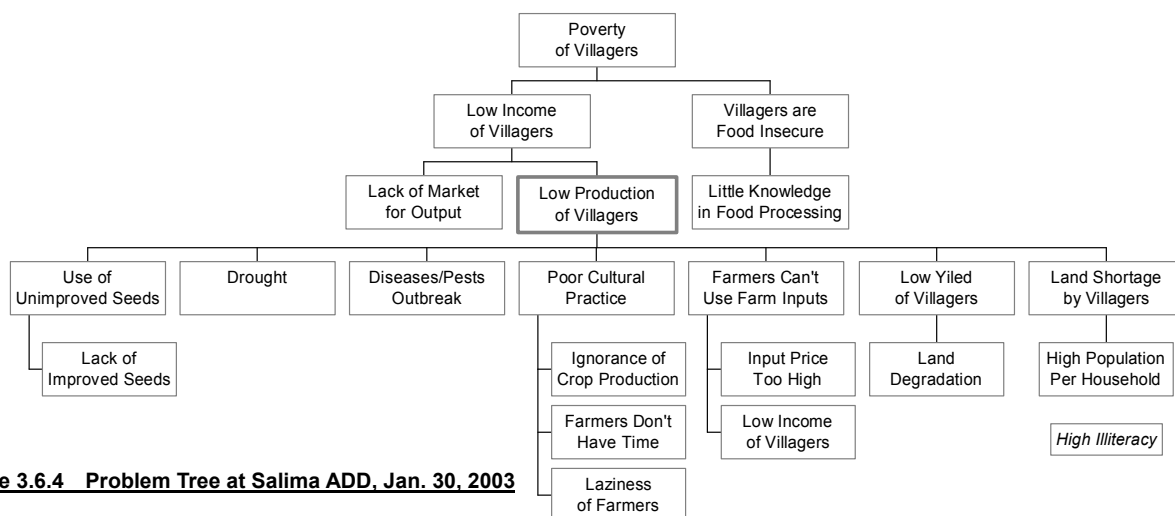 Poverty
of Villagers
Low Income
of Villagers
Villagers are
Food Insecure
Lack of Market
for Output
Low Production
of Villagers
Little Knowledge
in Food Processing
Use of
Unimproved Seeds
Drought
Diseases/Pests
Outbreak
Poor Cultural
Practice
Farmers Can't
Use Farm Inputs
Low Yiled
of Villagers
Land Shortage
by Villagers
Lack of
Improved Seeds
Ignorance of
Crop Production
Input Price
Too High
Land
Degradation
High Population
Per Household
Farmers Don't
Have Time
Low Income
of Villagers
High Illiteracy
Laziness
of Farmers
e 3.6.4 Problem Tree at Salima ADD, Jan. 30, 2003